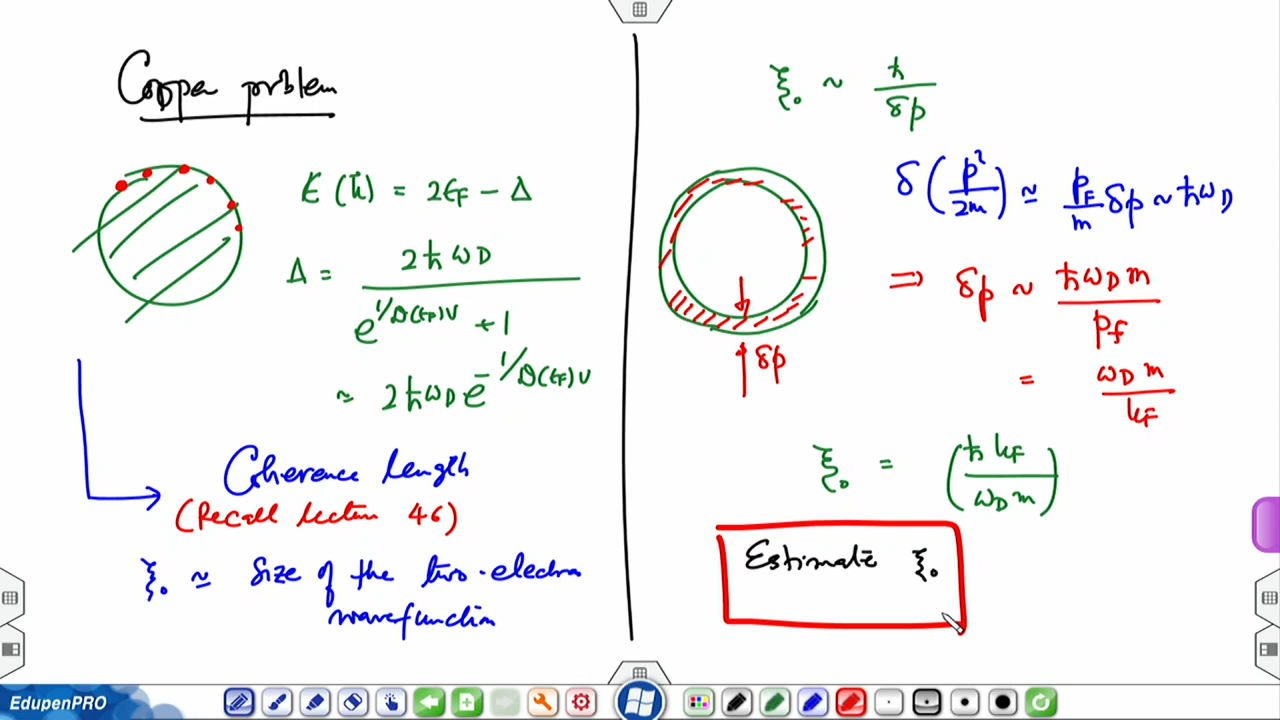 Cooper problem
E(k) = 2ϵF − Δ
Δ = 2ħωD / (e^{1/D(ϵF)V} + 1)
≈ 2ħωD e^{−1/D(ϵF)V}
Coherence length
(Recall lecture 46)
ξ₀ ≃ Size of the two-electron
wavefunction
ξ₀ ~ ħ/δp
δ(p²/2m) ≃ pF/m δp ~ ħωD
δp
⇒ δp ~ ħωD m / pf
= ωD m / kF
ξ₀ = (ħ kF / ωD m)
Estimate ξ₀
EdupenPRO